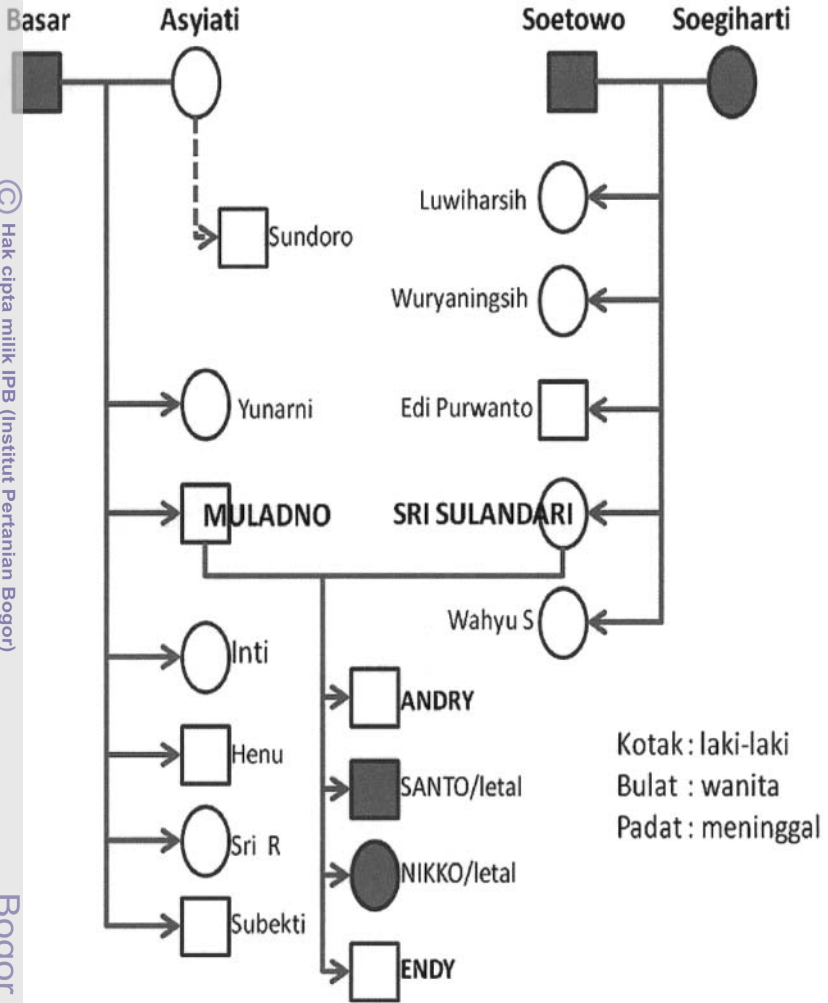 Basar
Asyiati
Soetowo
Soegiharti
Luwiharsih
Sundoro
Wuryaningsih
Yunarni
Edi Purwanto
MULADNO
SRI SULANDARI
Wahyu S
Inti
ANDRY
Henu
SANTO/letal
Sri R
NIKKO/letal
Subekti
ENDY
Kotak : laki-laki
Bulat : wanita
Padat : meninggal
© Hak cipta milik IPB (Institut Pertanian Bogor)
Bogor